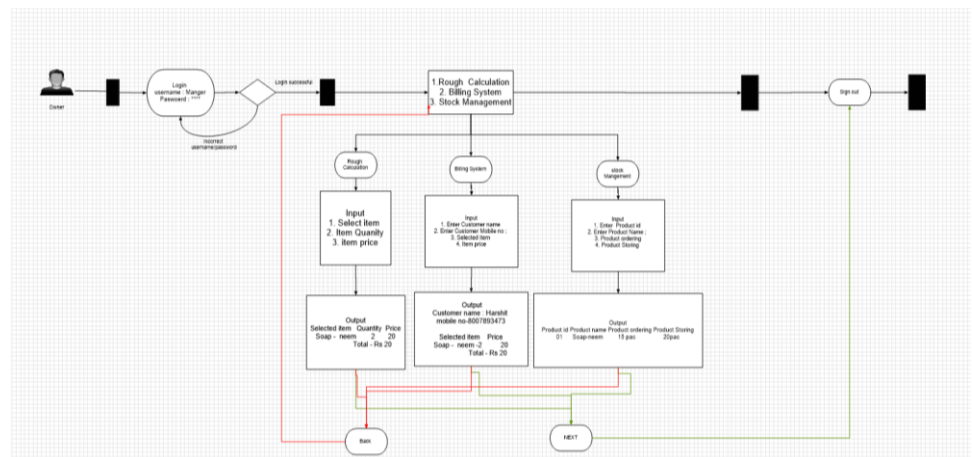 Owner
Login
username : Manger
Password : ****
Login successful
Incorrect
username/password
1.Rough Calculation
2. Billing System
3. Stock Management
Sign out
Rough
Calculation
Billing System
stock
Mangement
Input
1. Select item
2. Item Quanity
3. item price
Input
1. Enter Customer name
2. Enter Customer Mobile no :
3. Selected item
4. Item price
Input
1. Enter Product id
2. Enter Product Name :
3. Product ordering
4. Product Storing
Output
Selected item Quantity Price
Soap - neem 2 20
Total - Rs 20
Output
Customer name : Harshil
mobile no-8007893473
Selected item Price
Soap - neem -2 20
Total - Rs 20
Output
Product id Product name Product ordering Product Storing
01 Soap-neem 15 pac 20pac
Back
NEXT